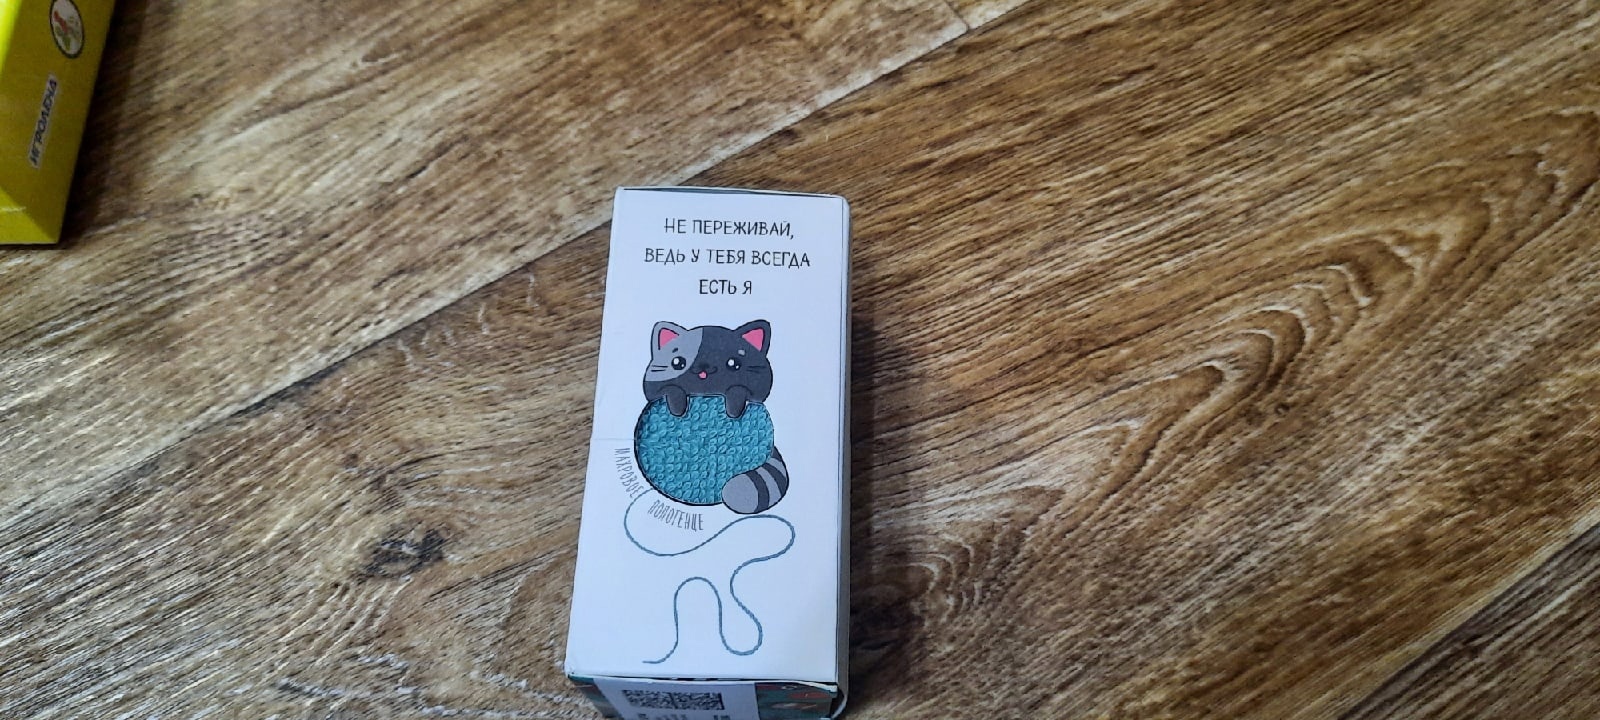 ИГРОЛЕНД
НЕ ПЕРЕЖИВАЙ,
ВЕДЬ У ТЕБЯ ВСЕГДА
ЕСТЬ Я
МАХРОВОЕ ПОЛОТЕНЦЕ